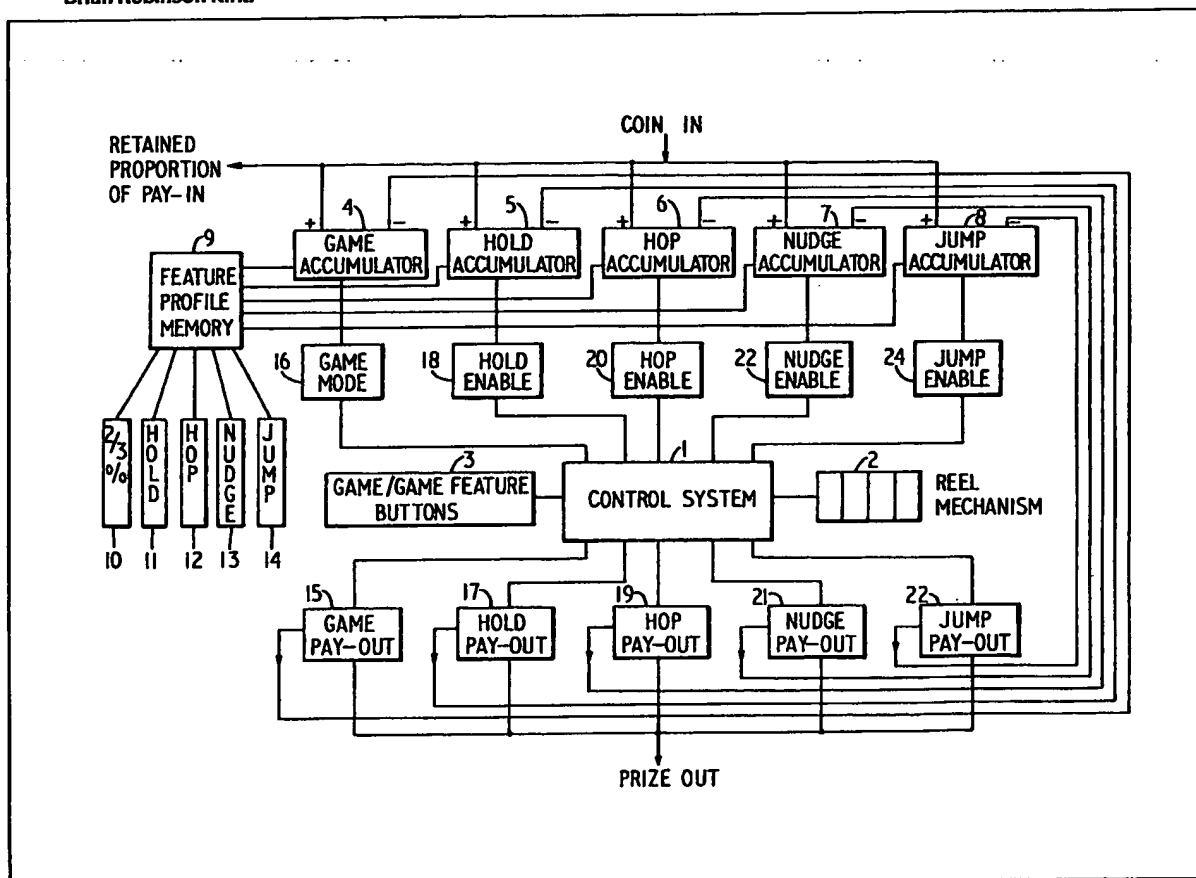 COIN IN
RETAINED
PROPORTION
OF PAY-IN
+ 4 -
+ 5 -
+ 6 -
+ 7 -
+ 8 -
GAME
ACCUMULATOR
HOLD
ACCUMULATOR
HOP
ACCUMULATOR
NUDGE
ACCUMULATOR
JUMP
ACCUMULATOR
9
FEATURE
PROFILE
MEMORY
16
GAME
MODE
18
HOLD
ENABLE
20
HOP
ENABLE
22
NUDGE
ENABLE
24
JUMP
ENABLE
2/3
%
HOLD
HOP
NUDGE
JUMP
10
11
12
13
14
3
GAME/GAME FEATURE
BUTTONS
1
CONTROL SYSTEM
2
REEL
MECHANISM
15
GAME
PAY-OUT
17
HOLD
PAY-OUT
19
HOP
PAY-OUT
21
NUDGE
PAY-OUT
22
JUMP
PAY-OUT
PRIZE OUT